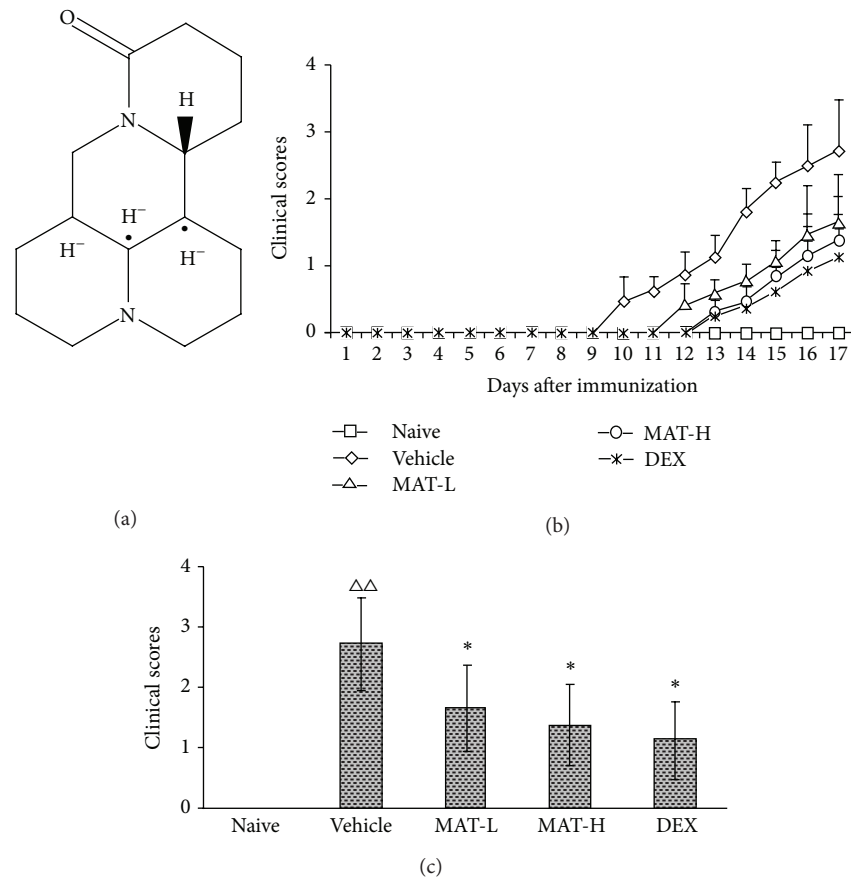 O
N
H
H⁻
H⁻
H⁻
N
(a)
Clinical scores
4
3
2
1
0
1 2 3 4 5 6 7 8 9 10 11 12 13 14 15 16 17
Days after immunization
Naive
Vehicle
MAT-L
MAT-H
DEX
(b)
Clinical scores
4
3
2
1
0
△△
*
*
*
Naive Vehicle MAT-L MAT-H DEX
(c)